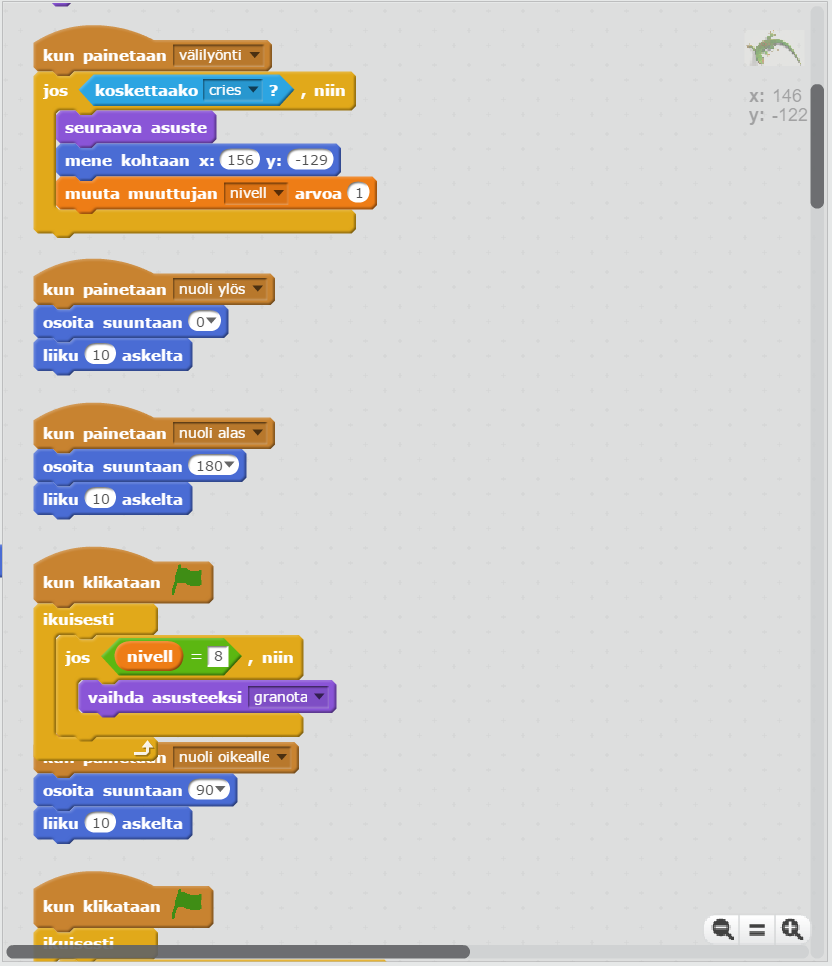 kun painetaan välilyönti
jos koskettaako cries ? , niin
x: 146
y: -122
seuraava asuste
mene kohtaan x: 156 y: -129
muuta muuttujan nivell arvoa 1
kun painetaan nuoli ylös
osoita suuntaan 0
liiku 10 askelta
kun painetaan nuoli alas
osoita suuntaan 180
liiku 10 askelta
kun klikataan
ikuisesti
jos nivell = 8 , niin
vaihda asusteeksi granota
kun painetaan nuoli oikealle
osoita suuntaan 90
liiku 10 askelta
kun klikataan
ikuisesti